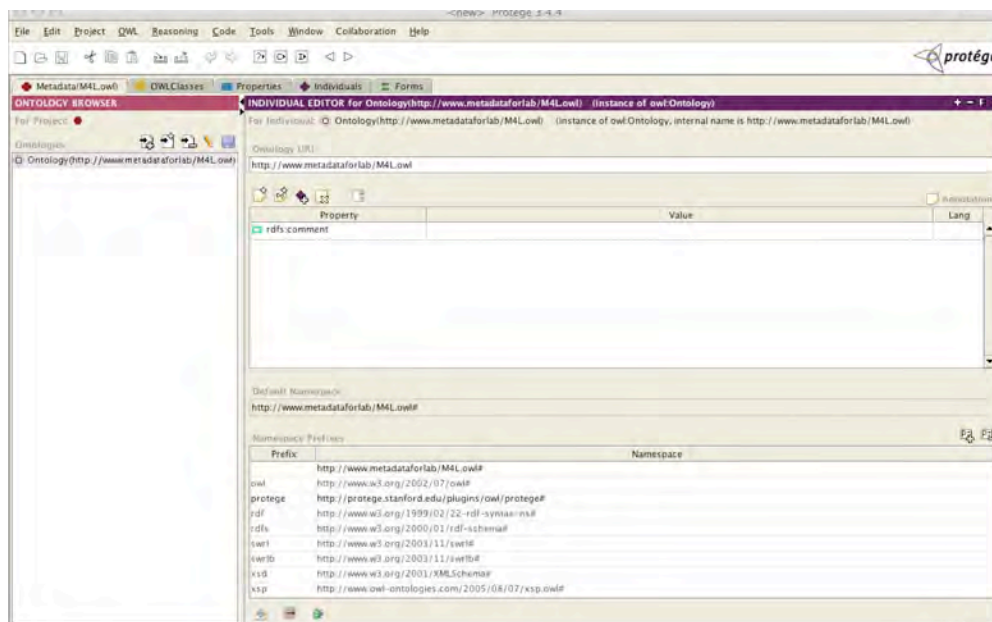 <new> Protégé 3.4.4
File Edit Project OWL Reasoning Code Tools Window Collaboration Help
protégé
Metadata(M4L.owl) OWLClasses Properties Individuals Forms
ONTOLOGY BROWSER
INDIVIDUAL EDITOR for Ontology(http://www.metadataforlab/M4L.owl) (instance of owl:Ontology)
+ - F
For Project:
For Individual: Ontology(http://www.metadataforlab/M4L.owl) (instance of owl:Ontology, internal name is http://www.metadataforlab/M4L.owl)
Ontologies
Ontology(http://www.metadataforlab/M4L.owl)
Ontology URI
http://www.metadataforlab/M4L.owl
Annotations
Property Value Lang
rdfs:comment
Default Namespace
http://www.metadataforlab/M4L.owl#
Namespace Prefixes
Prefix Namespace
http://www.metadataforlab/M4L.owl#
owl http://www.w3.org/2002/07/owl#
protege http://protege.stanford.edu/plugins/owl/protege#
rdf http://www.w3.org/1999/02/22-rdf-syntax-ns#
rdfs http://www.w3.org/2000/01/rdf-schema#
swrl http://www.w3.org/2003/11/swrl#
swrlb http://www.w3.org/2003/11/swrlb#
xsd http://www.w3.org/2001/XMLSchema#
xsp http://www.owl-ontologies.com/2005/08/07/xsp.owl#